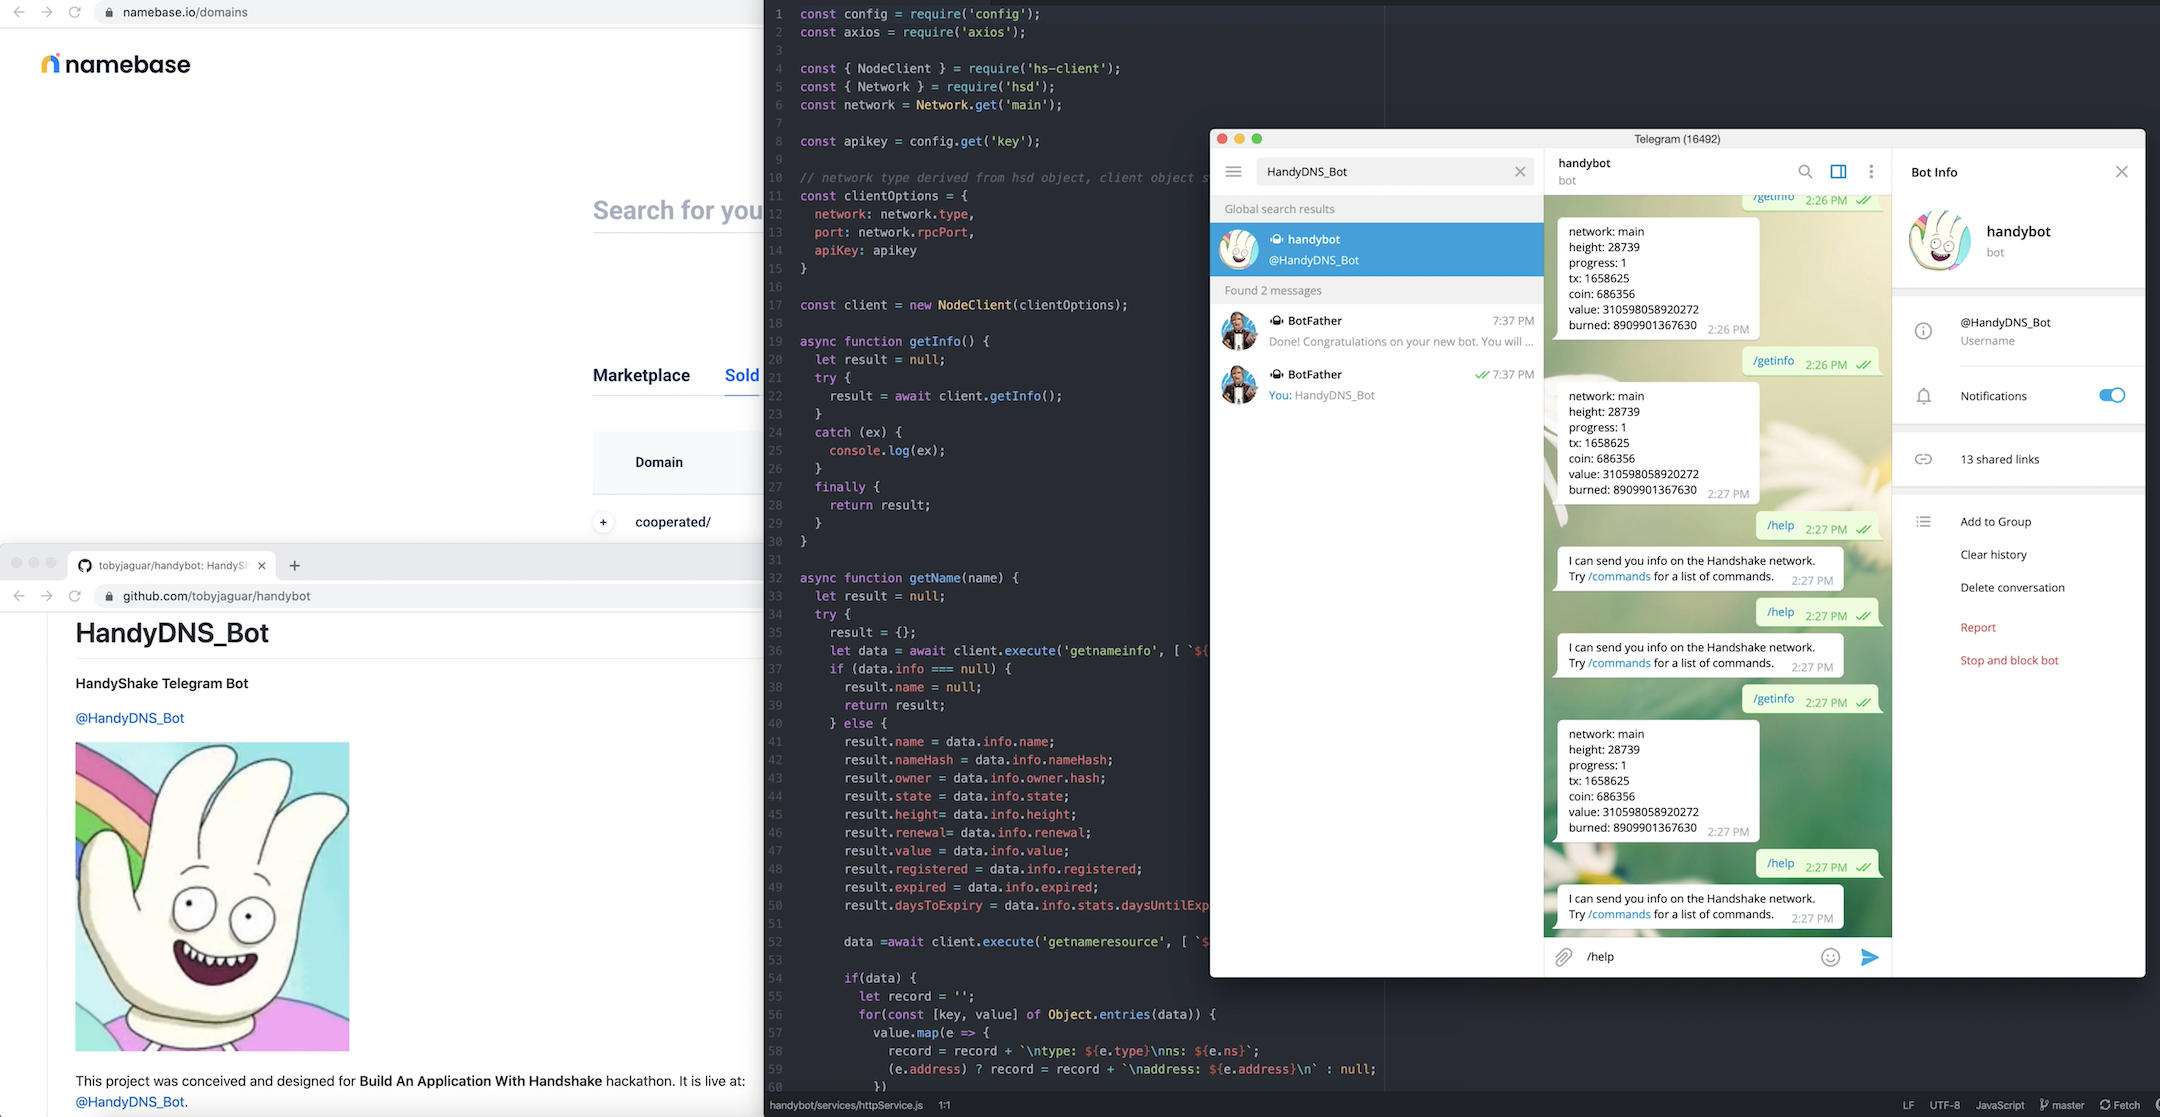 namebase.io/domains
namebase
Search for you
Marketplace
Sold
Domain
+
cooperated/
tobyjaguar/handybot: HandySh
github.com/tobyjaguar/handybot
HandyDNS_Bot
HandyShake Telegram Bot
@HandyDNS_Bot
This project was conceived and designed for Build An Application With Handshake hackathon. It is live at:
@HandyDNS_Bot.
1 const config = require('config');
2 const axios = require('axios');
3
4 const { NodeClient } = require('hs-client');
5 const { Network } = require('hsd');
6 const network = Network.get('main');
7
8 const apikey = config.get('key');
9
10 // network type derived from hsd object, client object s
11 const clientOptions = {
12 network: network.type,
13 port: network.rpcPort,
14 apiKey: apikey
15 }
16
17 const client = new NodeClient(clientOptions);
18
19 async function getInfo() {
20 let result = null;
21 try {
22 result = await client.getInfo();
23 }
24 catch (ex) {
25 console.log(ex);
26 }
27 finally {
28 return result;
29 }
30 }
31
32 async function getName(name) {
33 let result = null;
34 try {
35 result = {};
36 let data = await client.execute('getnameinfo', [ `${
37 if (data.info === null) {
38 result.name = null;
39 return result;
40 } else {
41 result.name = data.info.name;
42 result.nameHash = data.info.nameHash;
43 result.owner = data.info.owner.hash;
44 result.state = data.info.state;
45 result.height= data.info.height;
46 result.renewal= data.info.renewal;
47 result.value = data.info.value;
48 result.registered = data.info.registered;
49 result.expired = data.info.expired;
50 result.daysToExpiry = data.info.stats.daysUntilExp
51
52 data =await client.execute('getnameresource', [ `$
53
54 if(data) {
55 let record = '';
56 for(const [key, value] of Object.entries(data)) {
57 value.map(e => {
58 record = record + `\ntype: ${e.type}\nns: ${e.ns}`;
59 (e.address) ? record = record + `\naddress: ${e.address}\n` : null;
60 })
handybot/services/httpService.js 1:1
LF UTF-8 JavaScript master Fetch
Telegram (16492)
HandyDNS_Bot
Global search results
handybot
@HandyDNS_Bot
Found 2 messages
BotFather 7:37 PM
Done! Congratulations on your new bot. You will ...
BotFather 7:37 PM
You: HandyDNS_Bot
handybot
bot
/getinfo 2:26 PM
network: main
height: 28739
progress: 1
tx: 1658625
coin: 686356
value: 310598058920272
burned: 8909901367630 2:26 PM
/getinfo 2:26 PM
network: main
height: 28739
progress: 1
tx: 1658625
coin: 686356
value: 310598058920272
burned: 8909901367630 2:27 PM
/help 2:27 PM
I can send you info on the Handshake network.
Try /commands for a list of commands. 2:27 PM
/help 2:27 PM
I can send you info on the Handshake network.
Try /commands for a list of commands. 2:27 PM
/getinfo 2:27 PM
network: main
height: 28739
progress: 1
tx: 1658625
coin: 686356
value: 310598058920272
burned: 8909901367630 2:27 PM
/help 2:27 PM
I can send you info on the Handshake network.
Try /commands for a list of commands. 2:27 PM
/help
Bot Info
handybot
bot
@HandyDNS_Bot
Username
Notifications
13 shared links
Add to Group
Clear history
Delete conversation
Report
Stop and block bot